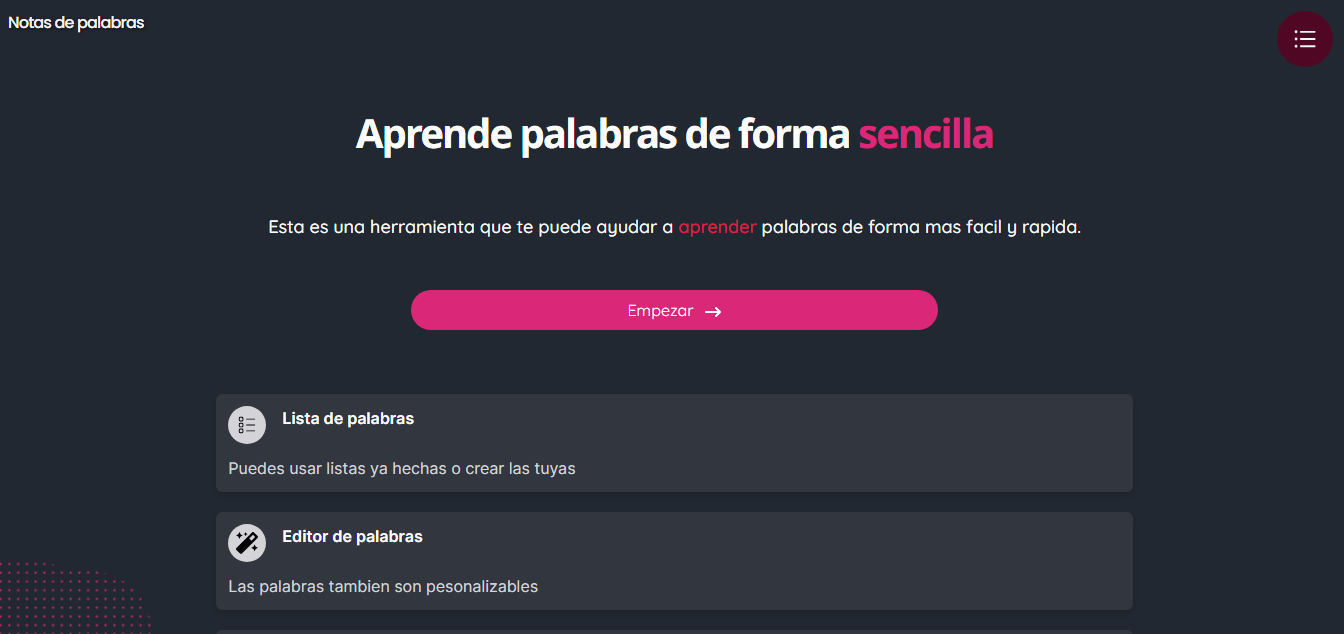 Notas de palabras
Aprende palabras de forma sencilla
Esta es una herramienta que te puede ayudar a aprender palabras de forma mas facil y rapida.
Empezar →
Lista de palabras
Puedes usar listas ya hechas o crear las tuyas
Editor de palabras
Las palabras tambien son pesonalizables